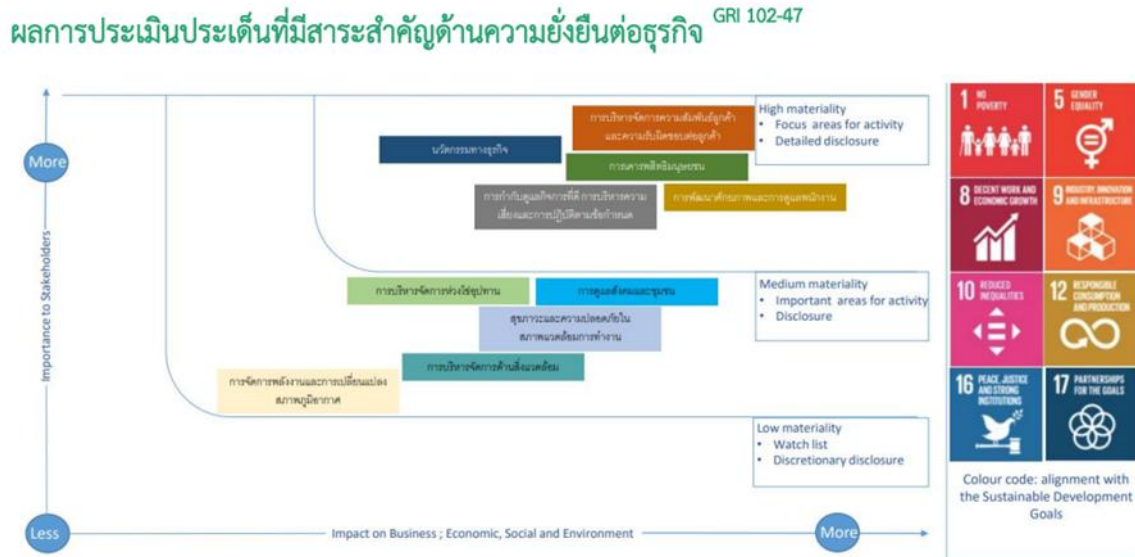 ผลการประเมินประเด็นที่มีสาระสำคัญด้านความยั่งยืนต่อธุรกิจ GRI 102-47
More
Importance to Stakeholders
Less
Impact on Business ; Economic, Social and Environment
More
High materiality
• Focus areas for activity
• Detailed disclosure
การบริหารจัดการความสัมพันธ์ลูกค้า
และความรับผิดชอบต่อลูกค้า
นวัตกรรมทางธุรกิจ
การเคารพสิทธิมนุษยชน
การกำกับดูแลกิจการที่ดี การบริหารความ
เสี่ยงและการปฏิบัติตามข้อกำหนด
การพัฒนาศักยภาพและการดูแลพนักงาน
Medium materiality
• Important areas for activity
• Disclosure
การบริหารจัดการห่วงโซ่อุปทาน
การดูแลสังคมและชุมชน
สุขภาวะและความปลอดภัยใน
สภาพแวดล้อมการทำงาน
การบริหารจัดการด้านสิ่งแวดล้อม
การจัดการพลังงานและการเปลี่ยนแปลง
สภาพภูมิอากาศ
Low materiality
• Watch list
• Discretionary disclosure
1 NO
POVERTY
5 GENDER
EQUALITY
8 DECENT WORK AND
ECONOMIC GROWTH
9 INDUSTRY, INNOVATION
AND INFRASTRUCTURE
10 REDUCED
INEQUALITIES
12 RESPONSIBLE
CONSUMPTION
AND PRODUCTION
16 PEACE, JUSTICE
AND STRONG
INSTITUTIONS
17 PARTNERSHIPS
FOR THE GOALS
Colour code: alignment with
the Sustainable Development
Goals